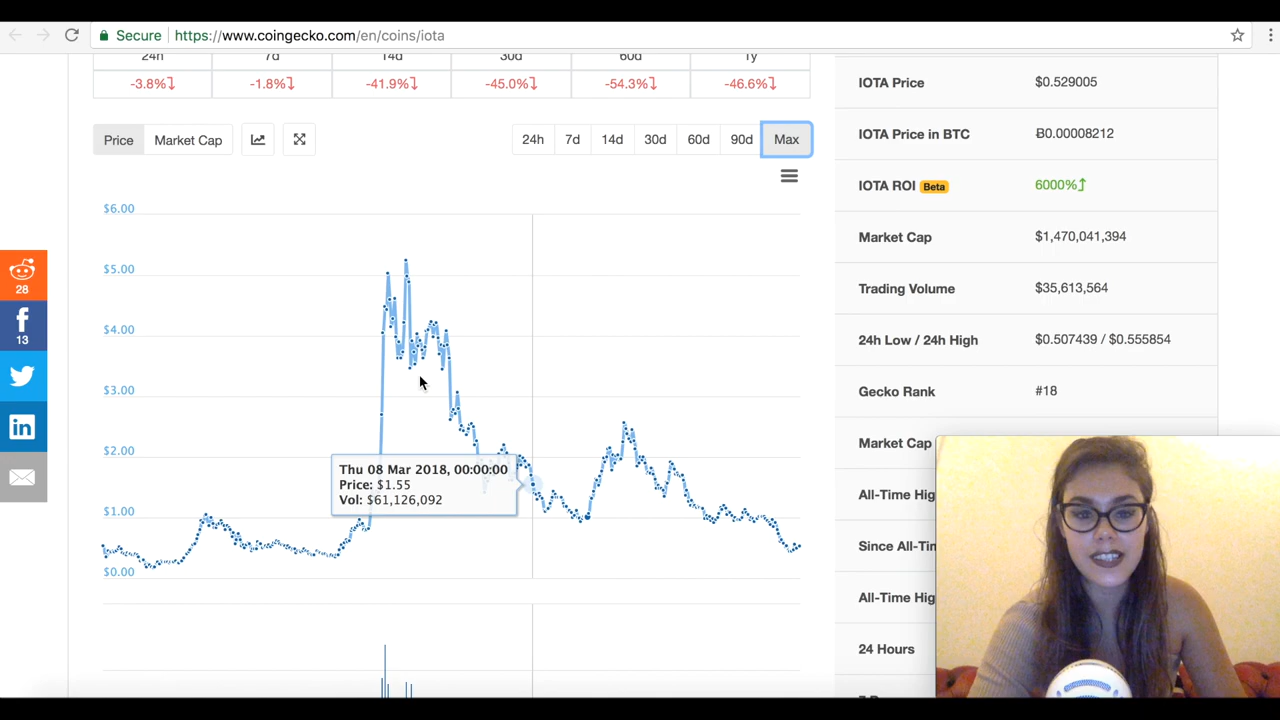 Secure https://www.coingecko.com/en/coins/iota
24h 7d 14d 30d 60d 1y
-3.8% -1.8% -41.9% -45.0% -54.3% -46.6%
Price Market Cap
24h 7d 14d 30d 60d 90d Max
$6.00
$5.00
$4.00
$3.00
$2.00
$1.00
$0.00
Thu 08 Mar 2018, 00:00:00
Price: $1.55
Vol: $61,126,092
28
13
IOTA Price $0.529005
IOTA Price in BTC Ƀ0.00008212
IOTA ROI Beta 6000%
Market Cap $1,470,041,394
Trading Volume $35,613,564
24h Low / 24h High $0.507439 / $0.555854
Gecko Rank #18
Market Cap
All-Time Hig
Since All-Tim
All-Time Hig
24 Hours